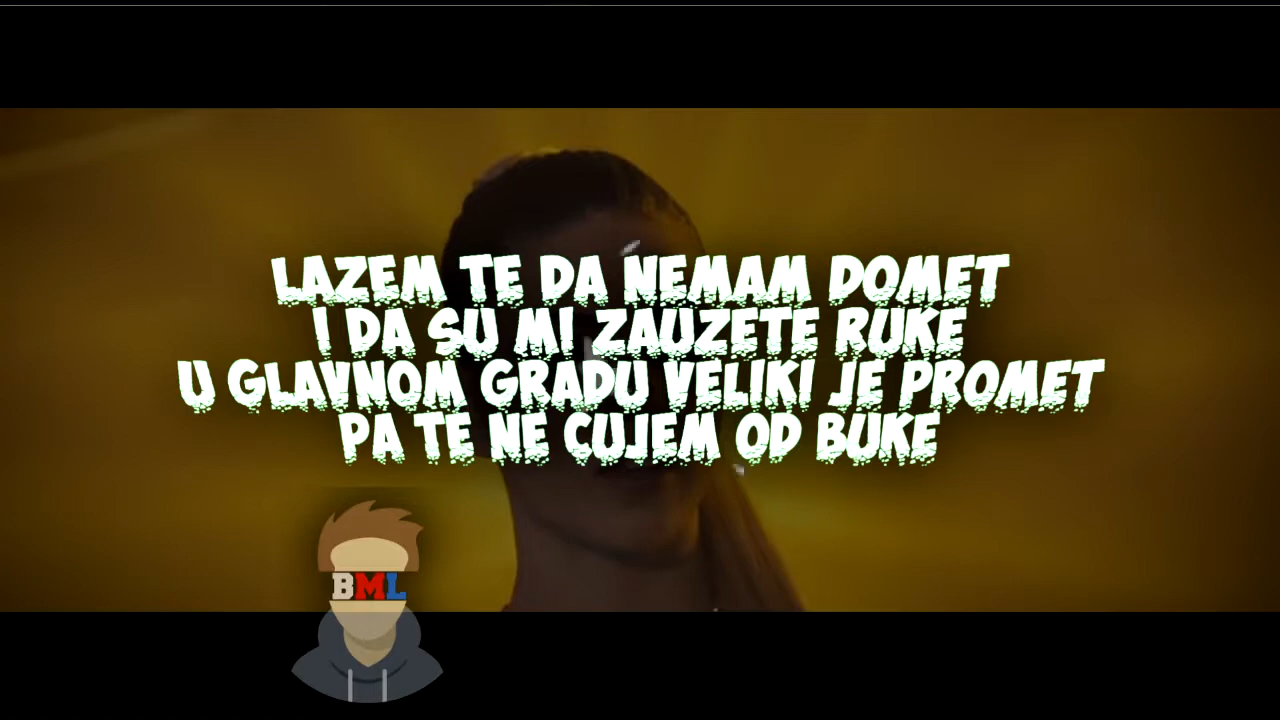 LAZEM TE DA NEMAM DOMET
I DA SU MI ZAUZETE RUKE
U GLAVNOM GRADU VELIKI JE PROMET
PA TE NE CUJEM OD BUKE
BML